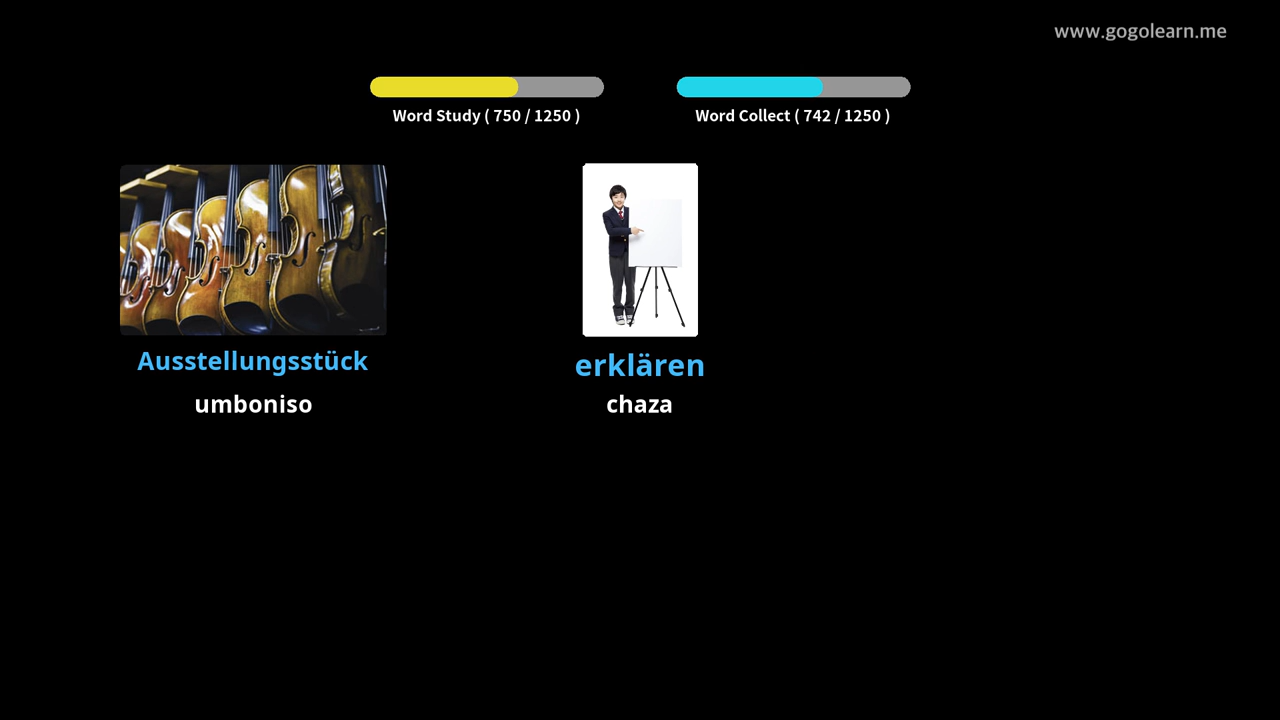 www.gogolearn.me
Word Study ( 750 / 1250 )
Word Collect ( 742 / 1250 )
Ausstellungsstück
umboniso
erklären
chaza